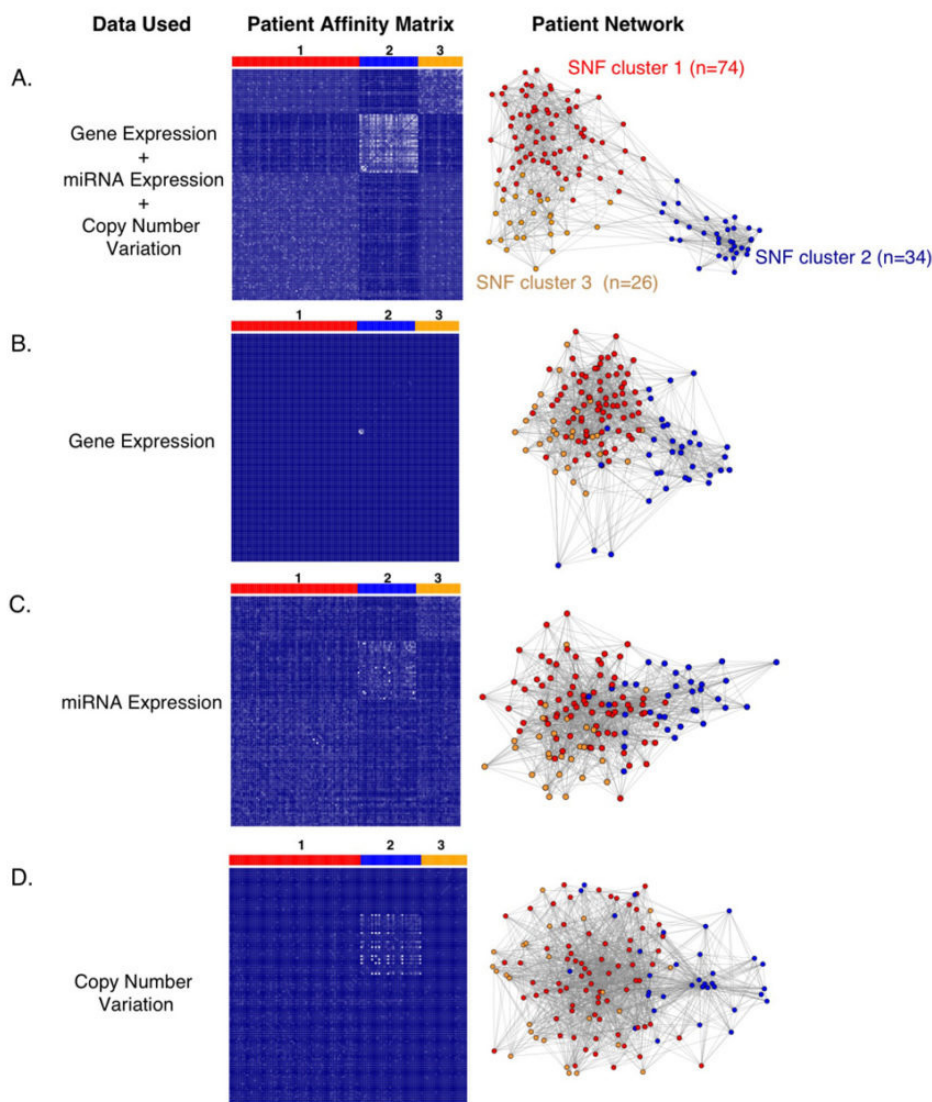 Data Used
Patient Affinity Matrix
Patient Network
A.
1
2
3
Gene Expression
+
miRNA Expression
+
Copy Number
Variation
SNF cluster 1 (n=74)
SNF cluster 2 (n=34)
SNF cluster 3 (n=26)
B.
1
2
3
Gene Expression
C.
1
2
3
miRNA Expression
D.
1
2
3
Copy Number
Variation